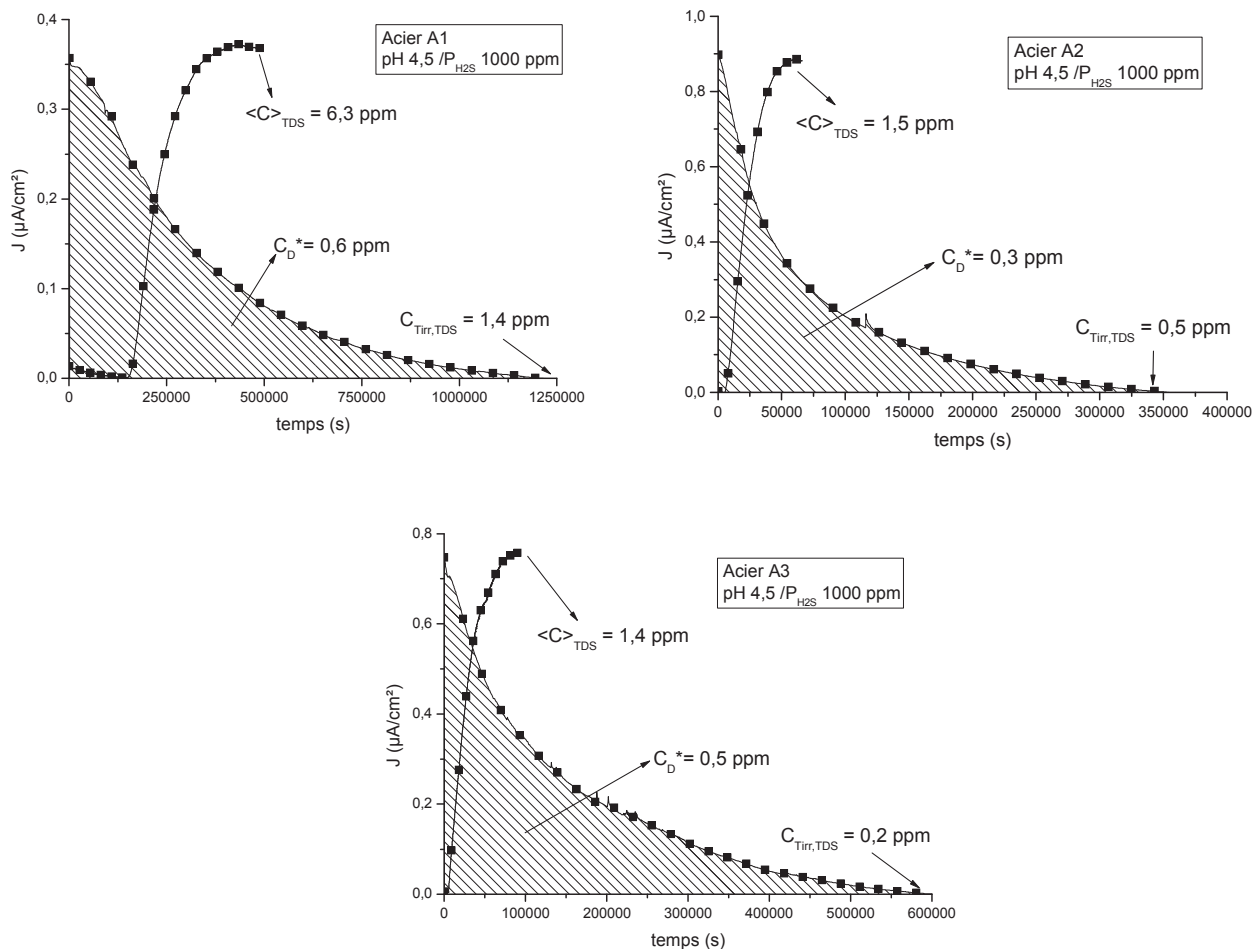 0,4
0,3
0,2
0,1
0,0
J (µA/cm²)
Acier A1
pH 4,5 /P_H2S 1000 ppm
<C>_TDS = 6,3 ppm
C_D*= 0,6 ppm
C_Tirr,TDS = 1,4 ppm
0 250000 500000 750000 1000000 1250000
temps (s)
1,0
0,8
0,6
0,4
0,2
0,0
J (µA/cm²)
Acier A2
pH 4,5 /P_H2S 1000 ppm
<C>_TDS = 1,5 ppm
C_D*= 0,3 ppm
C_Tirr,TDS = 0,5 ppm
0 50000 100000 150000 200000 250000 300000 350000 400000
temps (s)
0,8
0,6
0,4
0,2
0,0
J (µA/cm²)
Acier A3
pH 4,5 /P_H2S 1000 ppm
<C>_TDS = 1,4 ppm
C_D*= 0,5 ppm
C_Tirr,TDS = 0,2 ppm
0 100000 200000 300000 400000 500000 600000
temps (s)